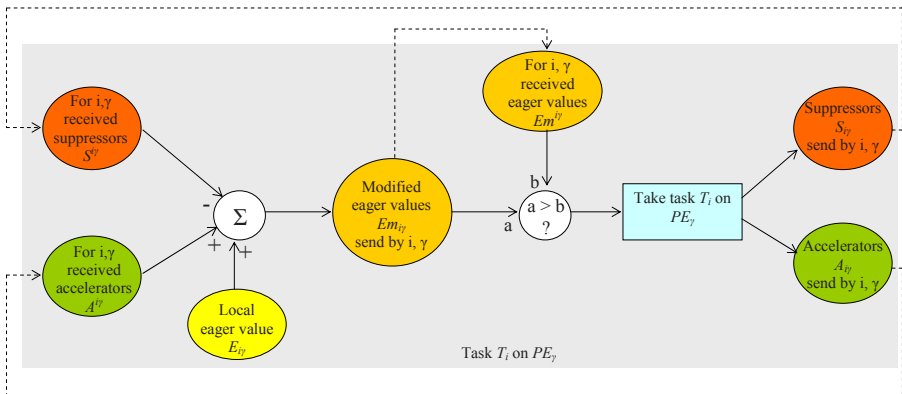 For i,γ
received
suppressors
S^{iγ}
For i,γ
received
accelerators
A^{iγ}
-
+
+
Σ
Local
eager value
E_{iγ}
Modified
eager values
Em_{iγ}
send by i, γ
For i, γ
received
eager values
Em^{iγ}
b
a
a > b
?
Take task T_i on
PE_γ
Suppressors
S_{iγ}
send by i, γ
Accelerators
A_{iγ}
send by i, γ
Task T_i on PE_γ